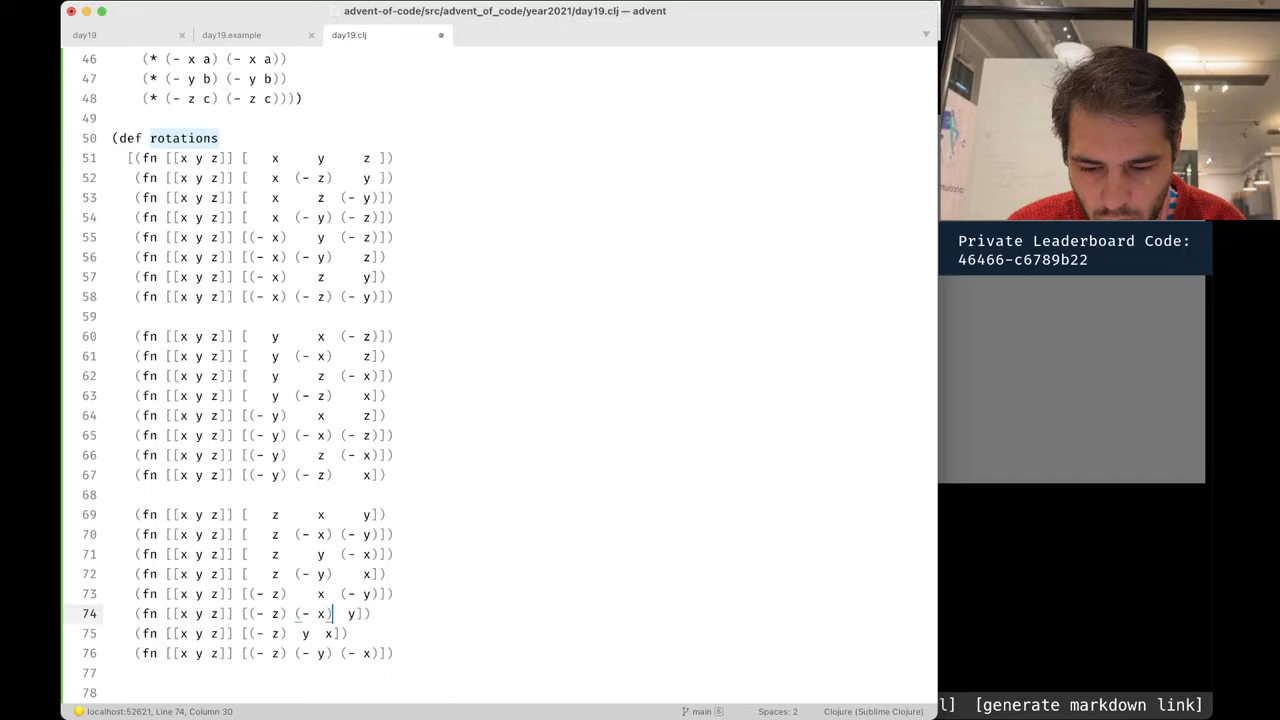 advent-of-code/src/advent_of_code/year2021/day19.clj — advent
day19 × day19.example × day19.clj
46 (* (- x a) (- x a))
47 (* (- y b) (- y b))
48 (* (- z c) (- z c))))
49
50 (def rotations
51 [(fn [[x y z]] [ x y z ])
52 (fn [[x y z]] [ x (- z) y ])
53 (fn [[x y z]] [ x z (- y)])
54 (fn [[x y z]] [ x (- y) (- z)])
55 (fn [[x y z]] [(- x) y (- z)])
56 (fn [[x y z]] [(- x) (- y) z])
57 (fn [[x y z]] [(- x) z y])
58 (fn [[x y z]] [(- x) (- z) (- y)])
59
60 (fn [[x y z]] [ y x (- z)])
61 (fn [[x y z]] [ y (- x) z])
62 (fn [[x y z]] [ y z (- x)])
63 (fn [[x y z]] [ y (- z) x])
64 (fn [[x y z]] [(- y) x z])
65 (fn [[x y z]] [(- y) (- x) (- z)])
66 (fn [[x y z]] [(- y) z (- x)])
67 (fn [[x y z]] [(- y) (- z) x])
68
69 (fn [[x y z]] [ z x y])
70 (fn [[x y z]] [ z (- x) (- y)])
71 (fn [[x y z]] [ z y (- x)])
72 (fn [[x y z]] [ z (- y) x])
73 (fn [[x y z]] [(- z) x (- y)])
74 (fn [[x y z]] [(- z) (- x) y])
75 (fn [[x y z]] [(- z) y x])
76 (fn [[x y z]] [(- z) (- y) (- x)])
77
78
localhost:52621, Line 74, Column 30 main 6 Spaces: 2 Clojure (Sublime Clojure)
Private Leaderboard Code:
46466-c6789b22
l] [generate markdown link]